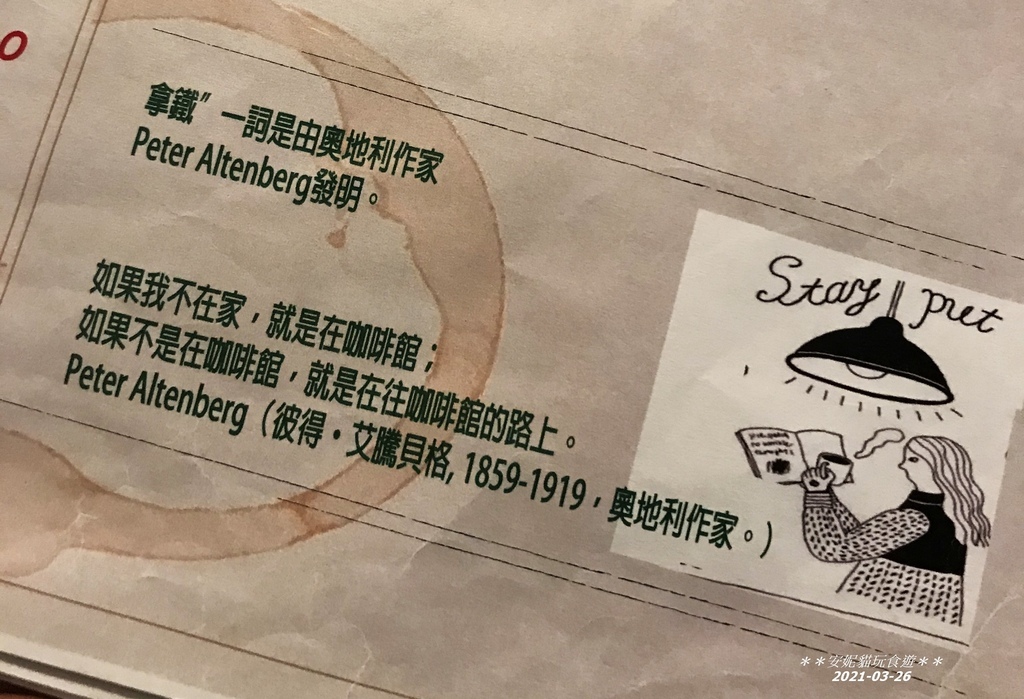 o
拿鐵” 一詞是由奧地利作家
Peter Altenberg發明。
如果我不在家，就是在咖啡館；
如果不是在咖啡館，就是在往咖啡館的路上。
Peter Altenberg（彼得・艾騰貝格, 1859-1919，奧地利作家。）
Stay put
＊＊安妮貓玩食遊＊＊
2021-03-26